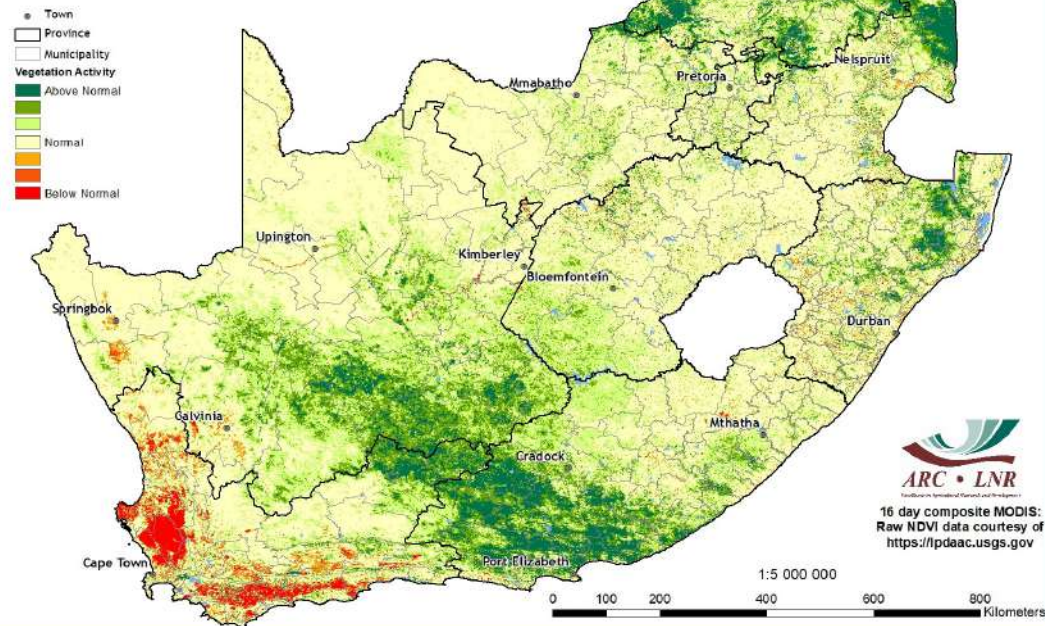 Town
Province
Municipality
Vegetation Activity
Above Normal
Normal
Below Normal
Nelspruit
Pretoria
Mmabatho
Upington
Kimberley
Bloemfontein
Springbok
Durban
Calvinia
Mthatha
Cradock
Cape Town
Port Elizabeth
ARC • LNR
16 day composite MODIS:
Raw NDVI data courtesy of
https://lpdaac.usgs.gov
1:5 000 000
0 100 200 400 600 800
Kilometers